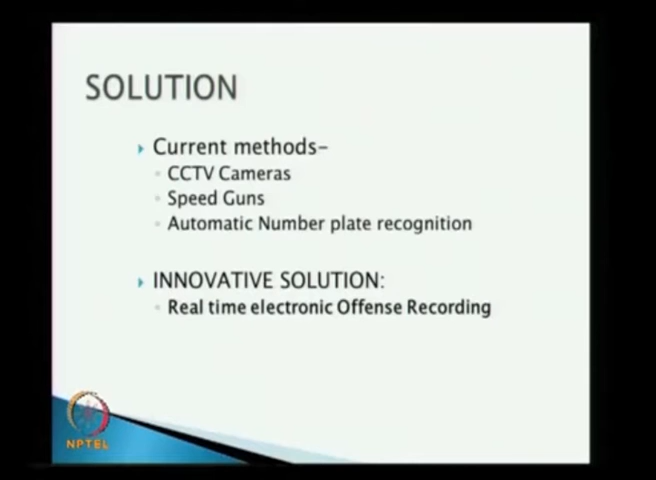 SOLUTION
Current methods-
CCTV Cameras
Speed Guns
Automatic Number plate recognition
INNOVATIVE SOLUTION:
Real time electronic Offense Recording
NPTEL